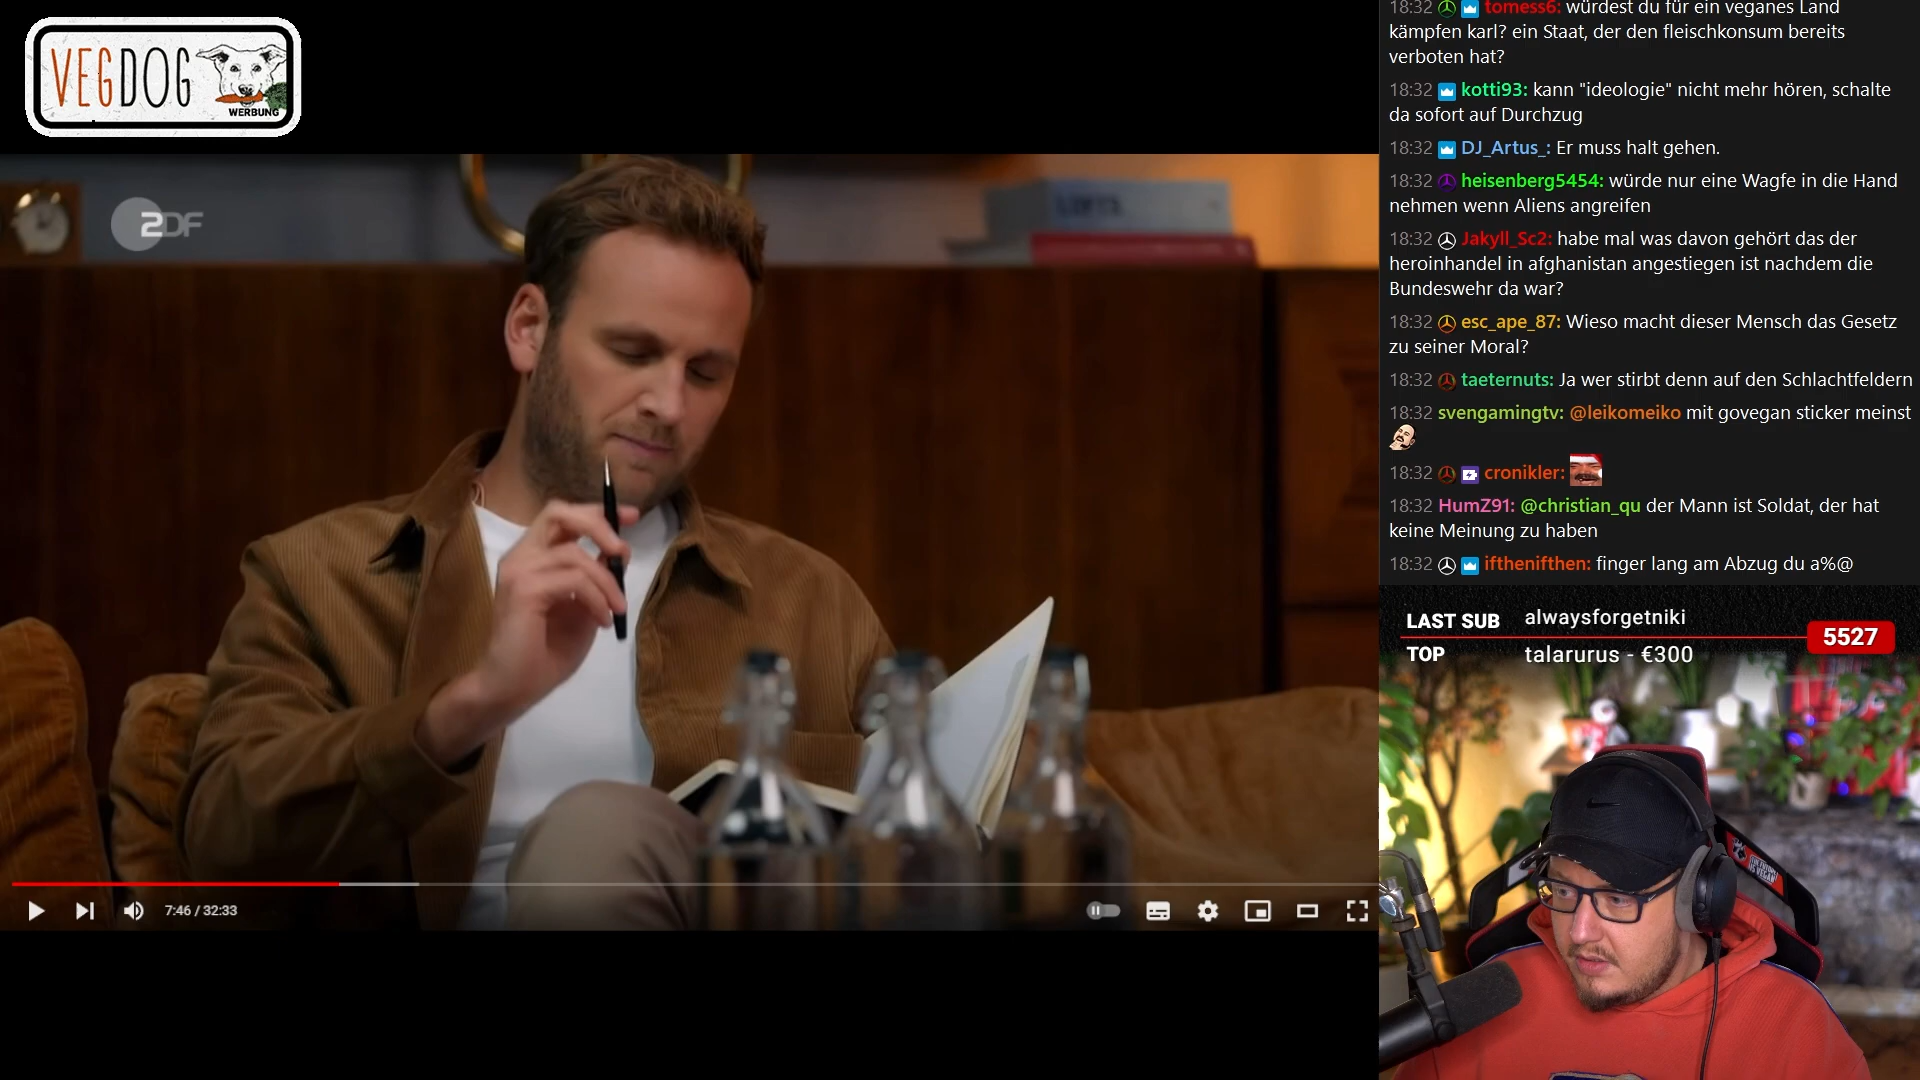 VEGDOG
WERBUNG
ZDF
LOFTS
7:46 / 32:33
18:32 tomess6: würdest du für ein veganes Land
kämpfen karl? ein Staat, der den fleischkonsum bereits
verboten hat?
18:32 kotti93: kann "ideologie" nicht mehr hören, schalte
da sofort auf Durchzug
18:32 DJ_Artus_: Er muss halt gehen.
18:32 heisenberg5454: würde nur eine Wagfe in die Hand
nehmen wenn Aliens angreifen
18:32 Jakyll_Sc2: habe mal was davon gehört das der
heroinhandel in afghanistan angestiegen ist nachdem die
Bundeswehr da war?
18:32 esc_ape_87: Wieso macht dieser Mensch das Gesetz
zu seiner Moral?
18:32 taeternuts: Ja wer stirbt denn auf den Schlachtfeldern
18:32 svengamingtv: @leikomeiko mit govegan sticker meinst
18:32 cronikler:
18:32 HumZ91: @christian_qu der Mann ist Soldat, der hat
keine Meinung zu haben
18:32 ifthenifthen: finger lang am Abzug du a%@
LAST SUB alwaysforgetniki
5527
TOP talarurus - €300